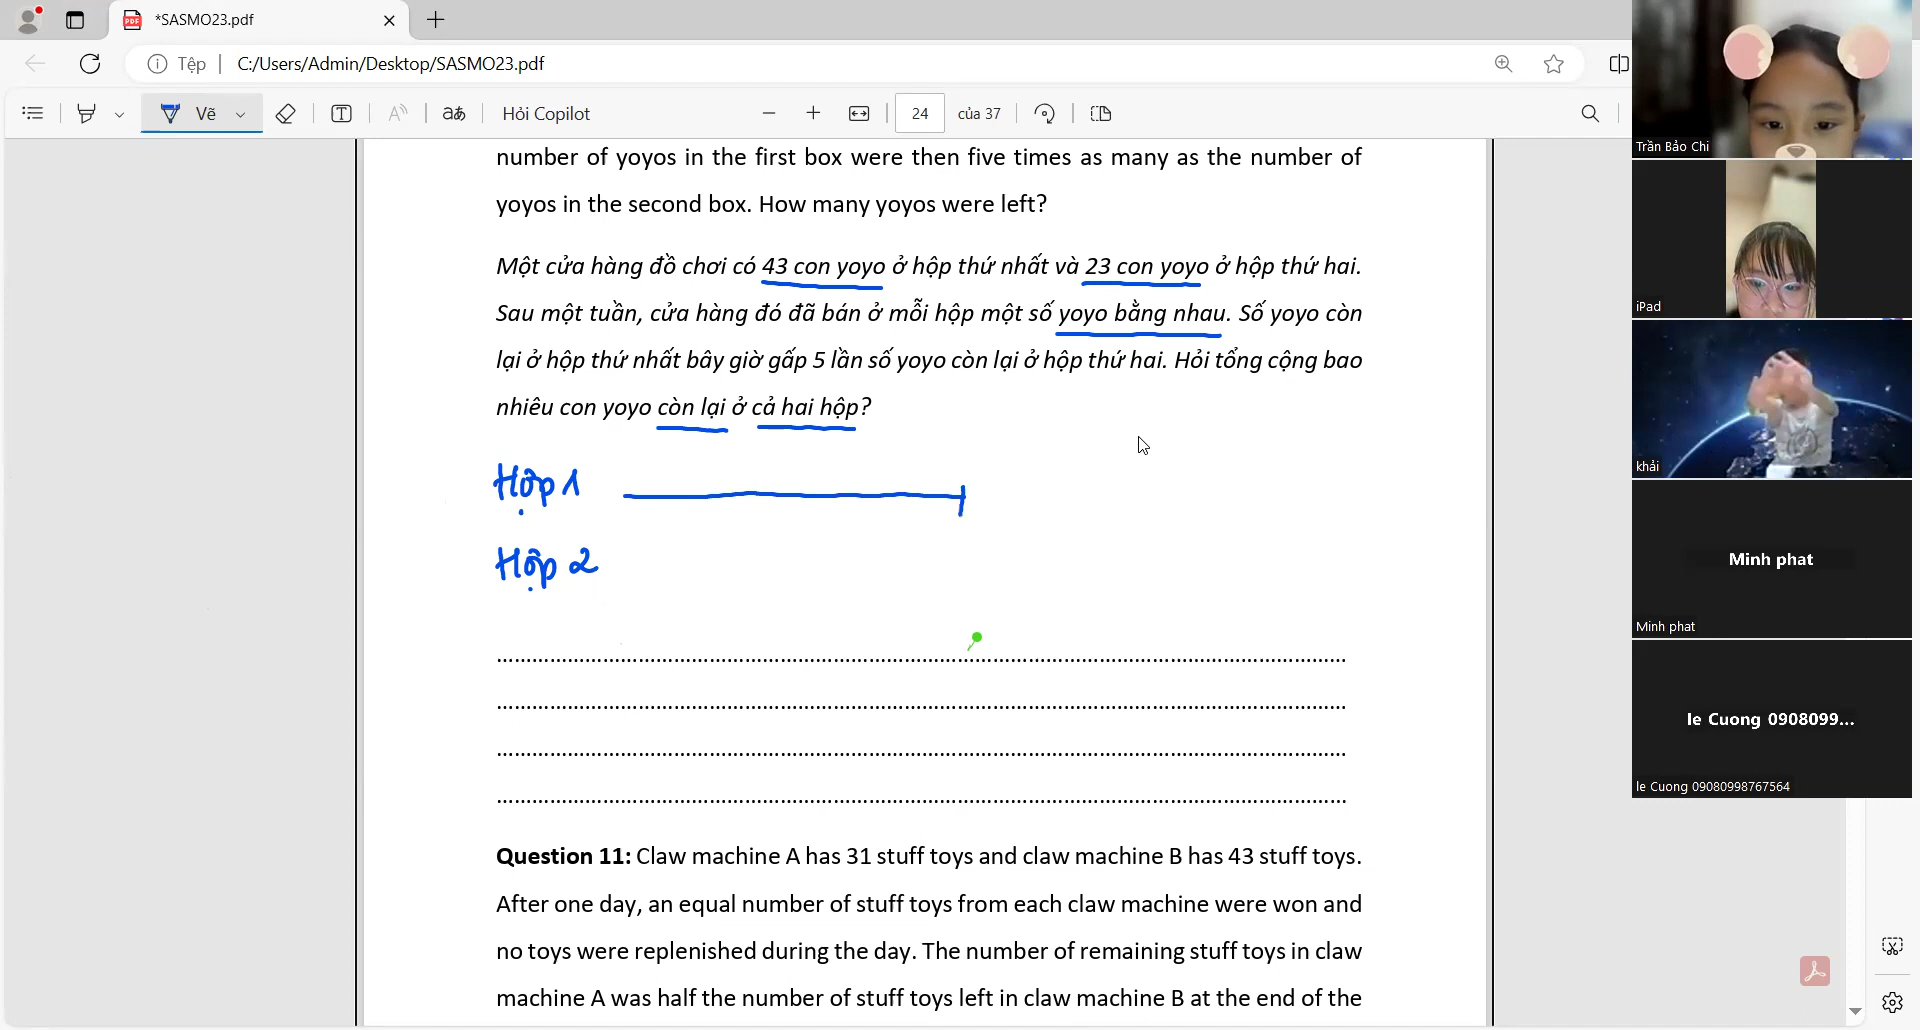 *SASMO23.pdf
Tệp
C:/Users/Admin/Desktop/SASMO23.pdf
Vẽ
T
aあ
Hỏi Copilot
24
của 37
number of yoyos in the first box were then five times as many as the number of
yoyos in the second box. How many yoyos were left?
Một cửa hàng đồ chơi có 43 con yoyo ở hộp thứ nhất và 23 con yoyo ở hộp thứ hai.
Sau một tuần, cửa hàng đó đã bán ở mỗi hộp một số yoyo bằng nhau. Số yoyo còn
lại ở hộp thứ nhất bây giờ gấp 5 lần số yoyo còn lại ở hộp thứ hai. Hỏi tổng cộng bao
nhiêu con yoyo còn lại ở cả hai hộp?
Hộp 1
Hộp 2
Question 11: Claw machine A has 31 stuff toys and claw machine B has 43 stuff toys.
After one day, an equal number of stuff toys from each claw machine were won and
no toys were replenished during the day. The number of remaining stuff toys in claw
machine A was half the number of stuff toys left in claw machine B at the end of the
Trần Bảo Chi
iPad
khải
Minh phat
Minh phat
le Cuong 0908099...
le Cuong 09080998767564